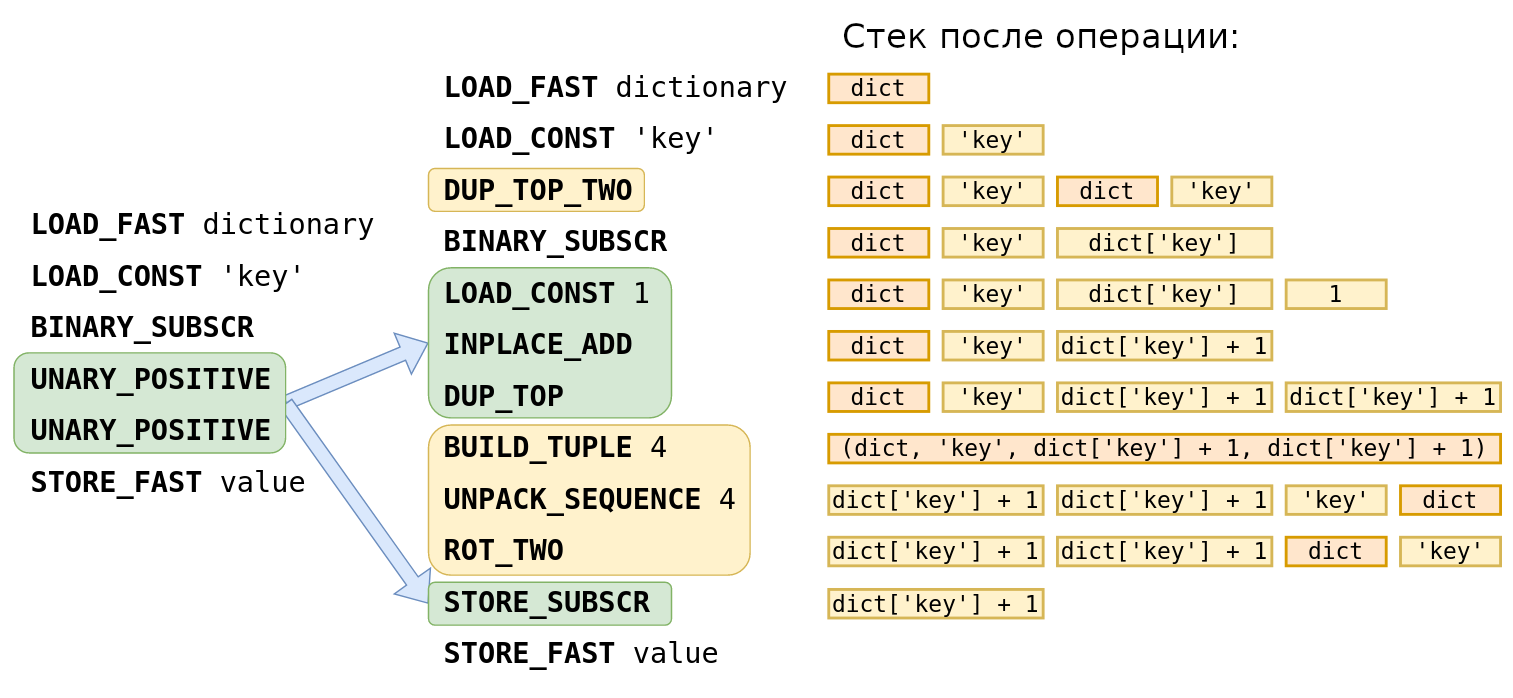 Стек после операции:
LOAD_FAST dictionary
LOAD_CONST 'key'
BINARY_SUBSCR
UNARY_POSITIVE
UNARY_POSITIVE
STORE_FAST value
LOAD_FAST dictionary dict
LOAD_CONST 'key' dict 'key'
DUP_TOP_TWO dict 'key' dict 'key'
BINARY_SUBSCR dict 'key' dict['key']
LOAD_CONST 1 dict 'key' dict['key'] 1
INPLACE_ADD dict 'key' dict['key'] + 1
DUP_TOP dict 'key' dict['key'] + 1 dict['key'] + 1
BUILD_TUPLE 4 (dict, 'key', dict['key'] + 1, dict['key'] + 1)
UNPACK_SEQUENCE 4 dict['key'] + 1 dict['key'] + 1 'key' dict
ROT_TWO dict['key'] + 1 dict['key'] + 1 dict 'key'
STORE_SUBSCR dict['key'] + 1
STORE_FAST value